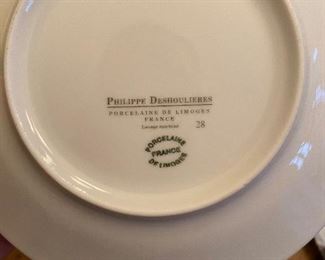 PHILIPPE DESHOULIERES
PORCELAINE DE LIMOGES
FRANCE
28
PORCELAINE
FRANCE
DE LIMOGES